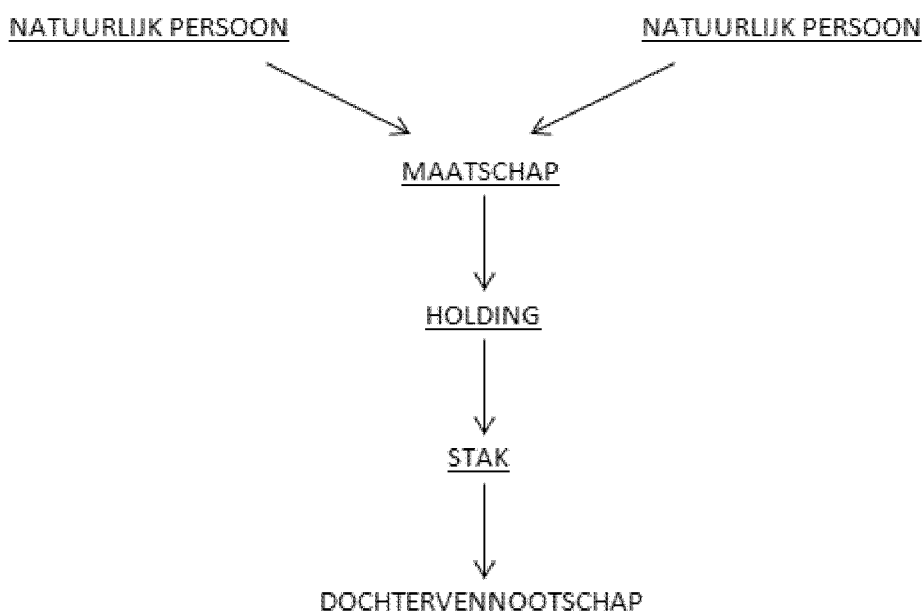 NATUURLIJK PERSOON NATUURLIJK PERSOON
MAATSCHAP
HOLDING
STAK
DOCHTERVENNOOTSCHAP